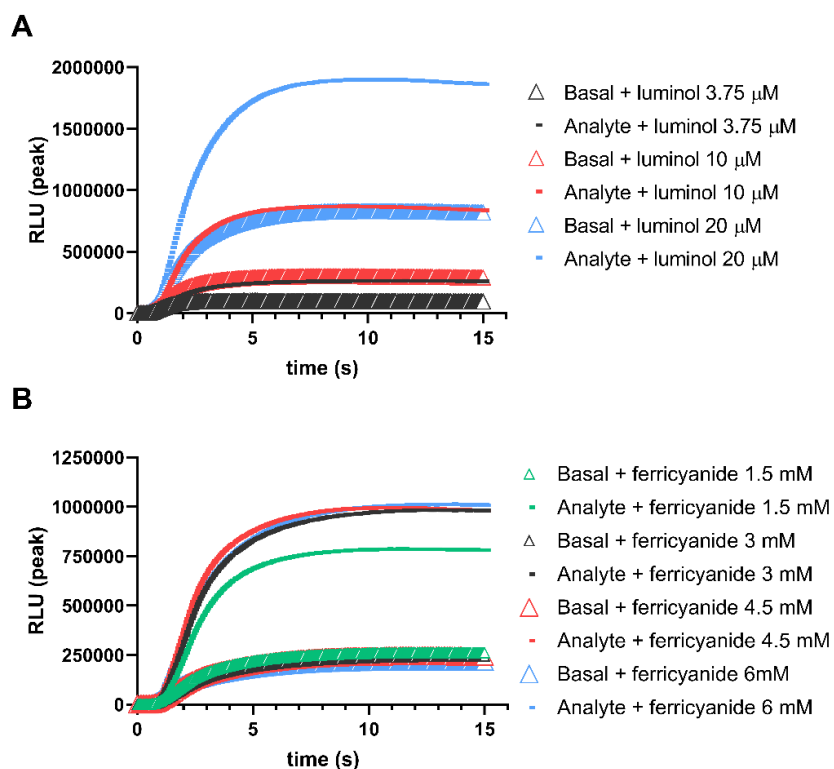 A
RLU (peak)
2000000
1500000
1000000
500000
0
0 5 10 15
time (s)
Basal + luminol 3.75 μM
Analyte + luminol 3.75 μM
Basal + luminol 10 μM
Analyte + luminol 10 μM
Basal + luminol 20 μM
Analyte + luminol 20 μM
B
RLU (peak)
1250000
1000000
750000
500000
250000
0
0 5 10 15
time (s)
Basal + ferricyanide 1.5 mM
Analyte + ferricyanide 1.5 mM
Basal + ferricyanide 3 mM
Analyte + ferricyanide 3 mM
Basal + ferricyanide 4.5 mM
Analyte + ferricyanide 4.5 mM
Basal + ferricyanide 6mM
Analyte + ferricyanide 6 mM